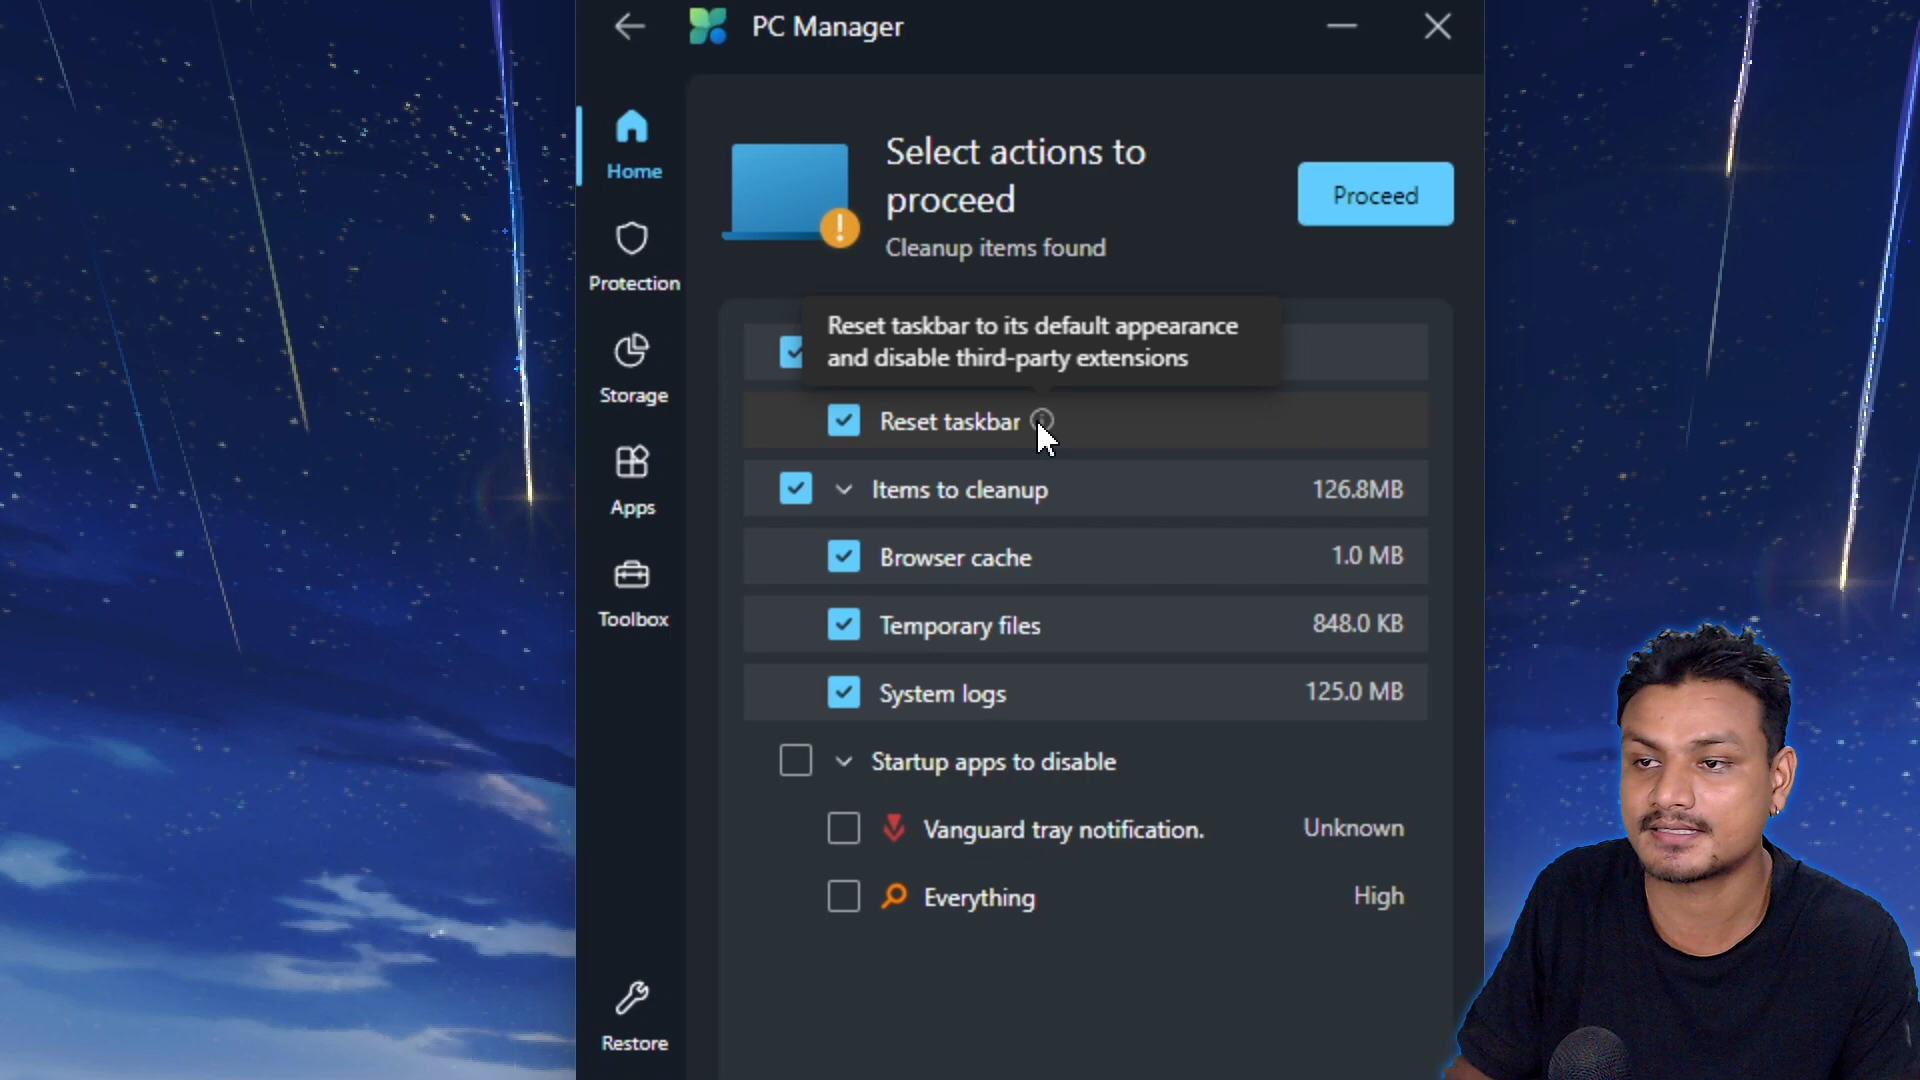 PC Manager
Home
Protection
Storage
Apps
Toolbox
Restore
Select actions to
proceed
Cleanup items found
Proceed
Reset taskbar to its default appearance
and disable third-party extensions
Reset taskbar
Items to cleanup 126.8MB
Browser cache 1.0 MB
Temporary files 848.0 KB
System logs 125.0 MB
Startup apps to disable
Vanguard tray notification. Unknown
Everything High